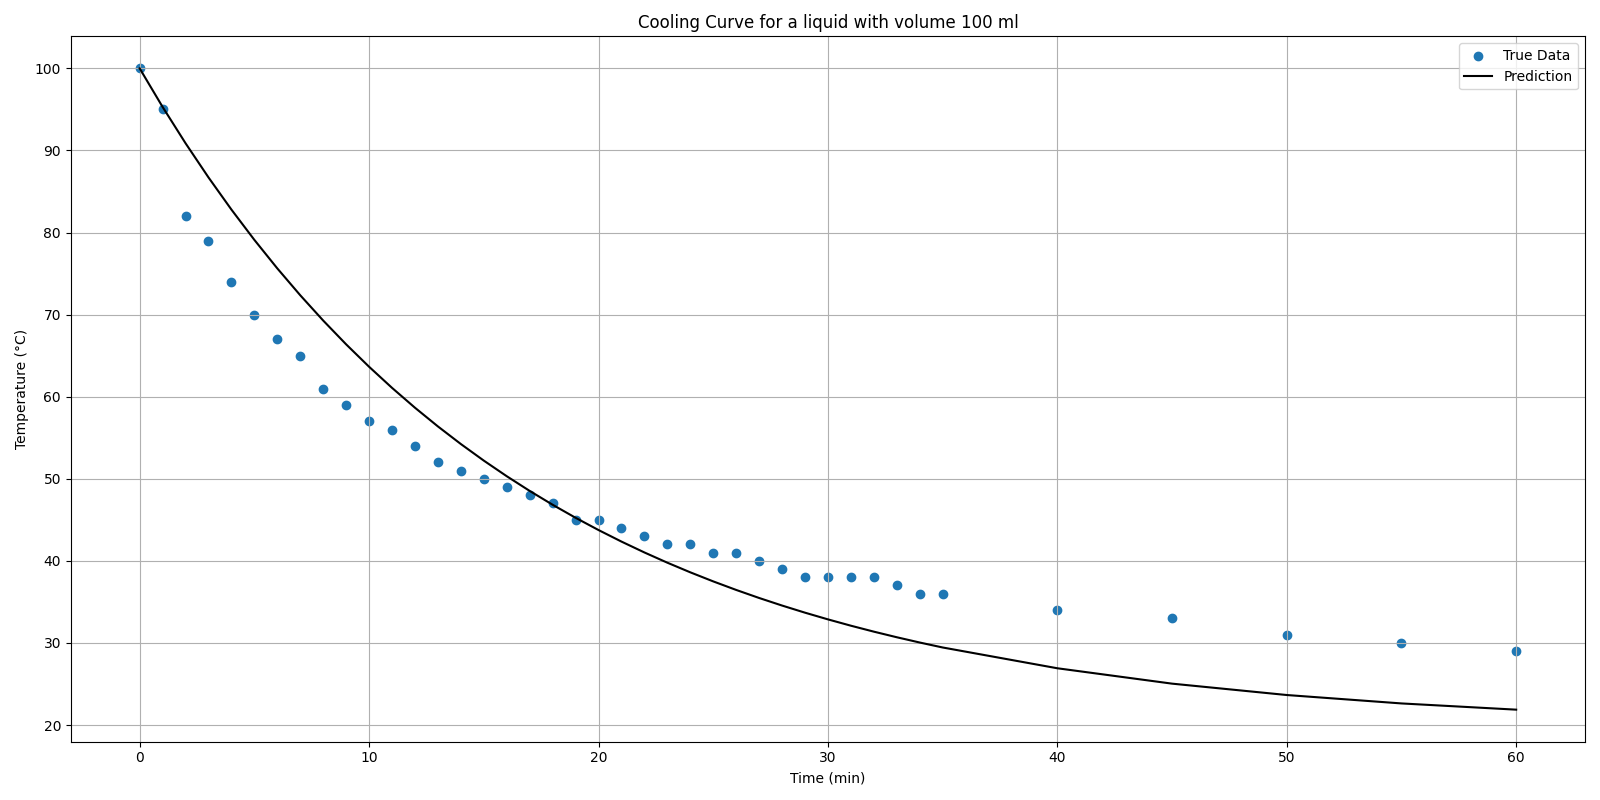 Cooling Curve for a liquid with volume 100 ml
True Data
Prediction
100
90
80
70
60
50
40
30
20
Temperature (°C)
0 10 20 30 40 50 60
Time (min)